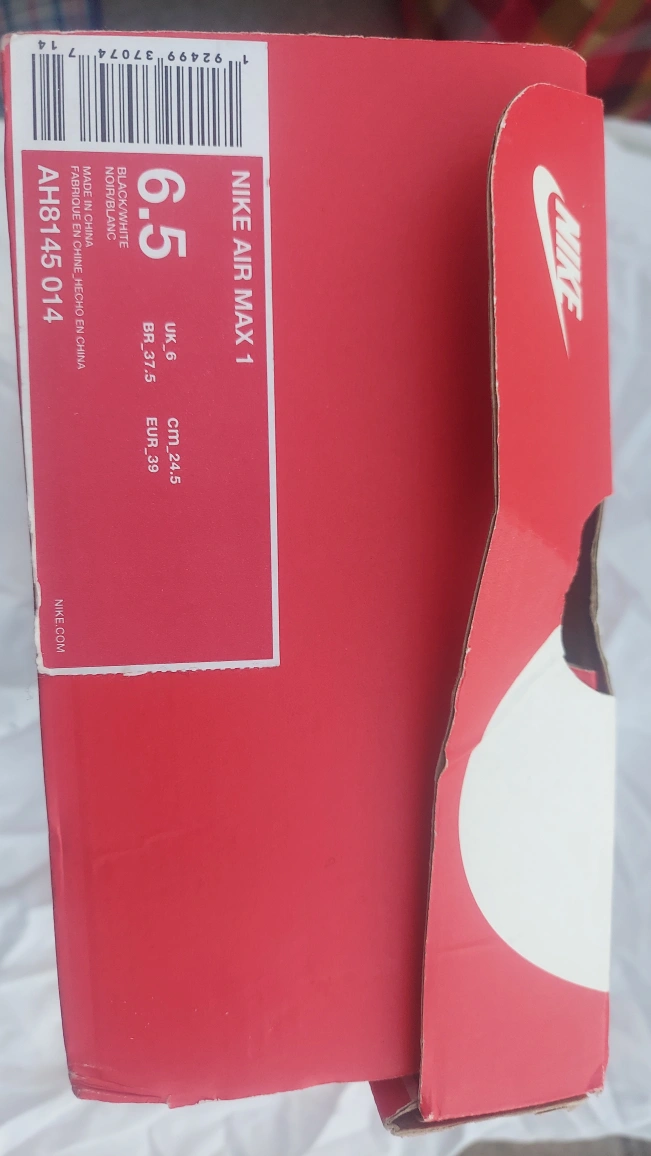 NIKE AIR MAX 1
6.5
UK_6
cm_24.5
BR_37.5
EUR_39
BLACK/WHITE
NOIR/BLANC
MADE IN CHINA
FABRIQUE EN CHINE_HECHO EN CHINA
AH8145 014
NIKE.COM
1 92499 37074 7 14
NIKE